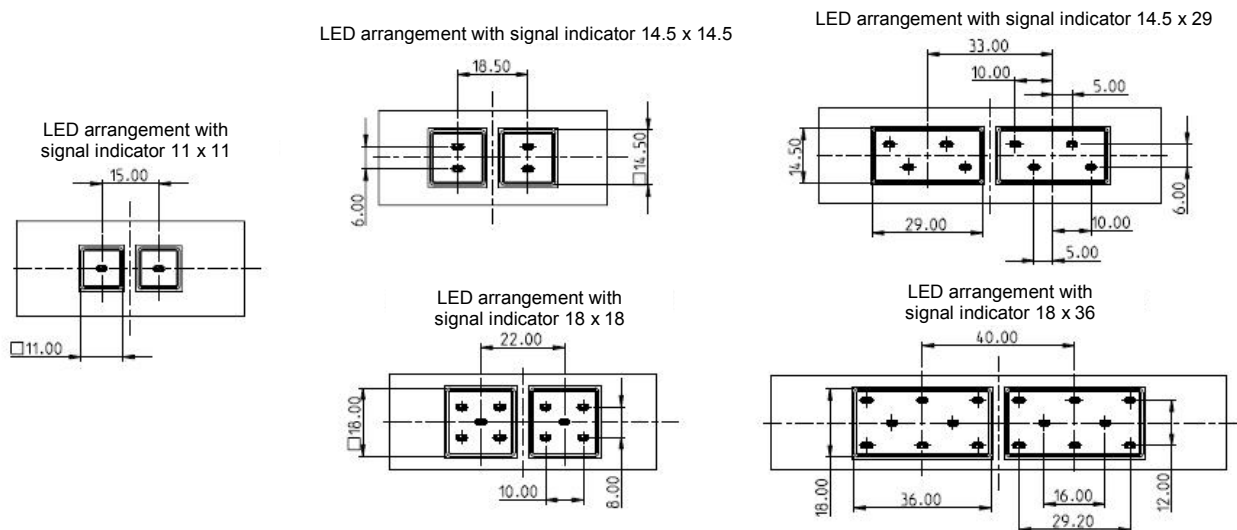 LED arrangement with
signal indicator 11 x 11
15.00
□11.00
LED arrangement with signal indicator 14.5 x 14.5
18.50
6.00
□14.50
LED arrangement with signal indicator 14.5 x 29
33.00
10.00
5.00
14.50
6.00
29.00
10.00
5.00
LED arrangement with
signal indicator 18 x 18
22.00
□18.00
10.00
8.00
LED arrangement with
signal indicator 18 x 36
40.00
18.00
36.00
16.00
12.00
29.20